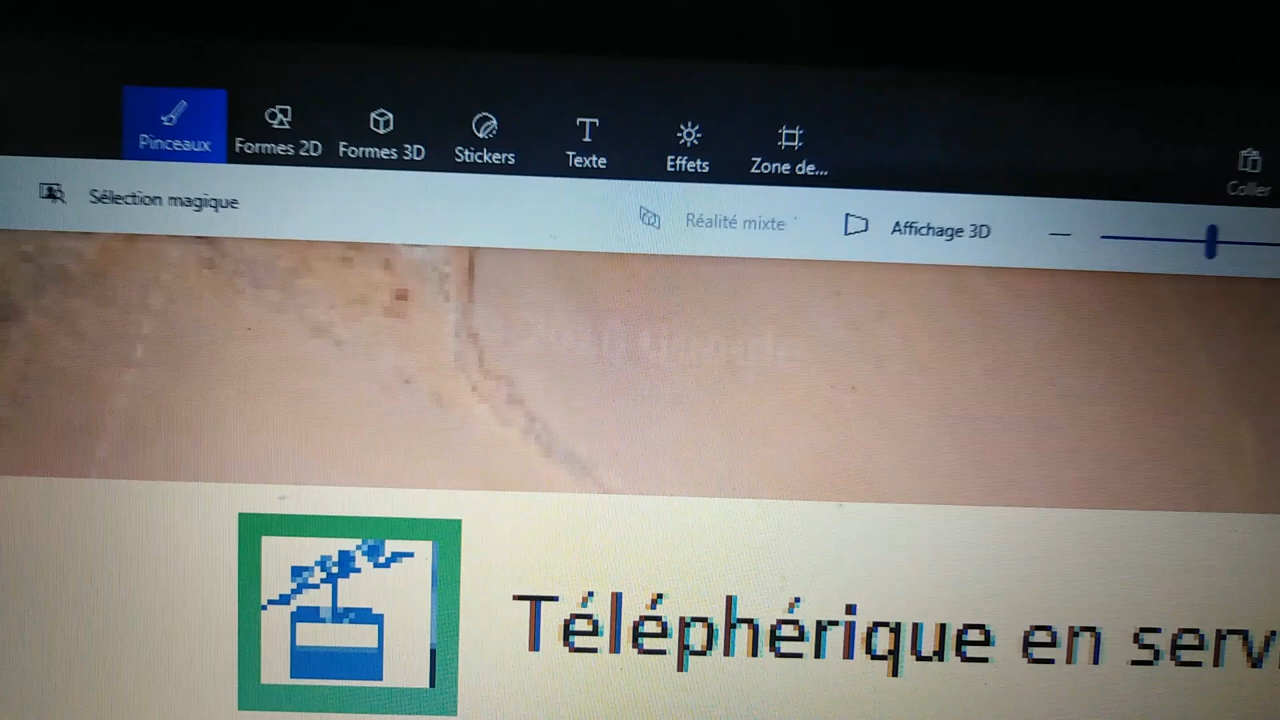 Pinceaux
Formes 2D
Formes 3D
Stickers
Texte
Effets
Zone de...
Coller
Sélection magique
Réalité mixte
Affichage 3D
Téléphérique en serv